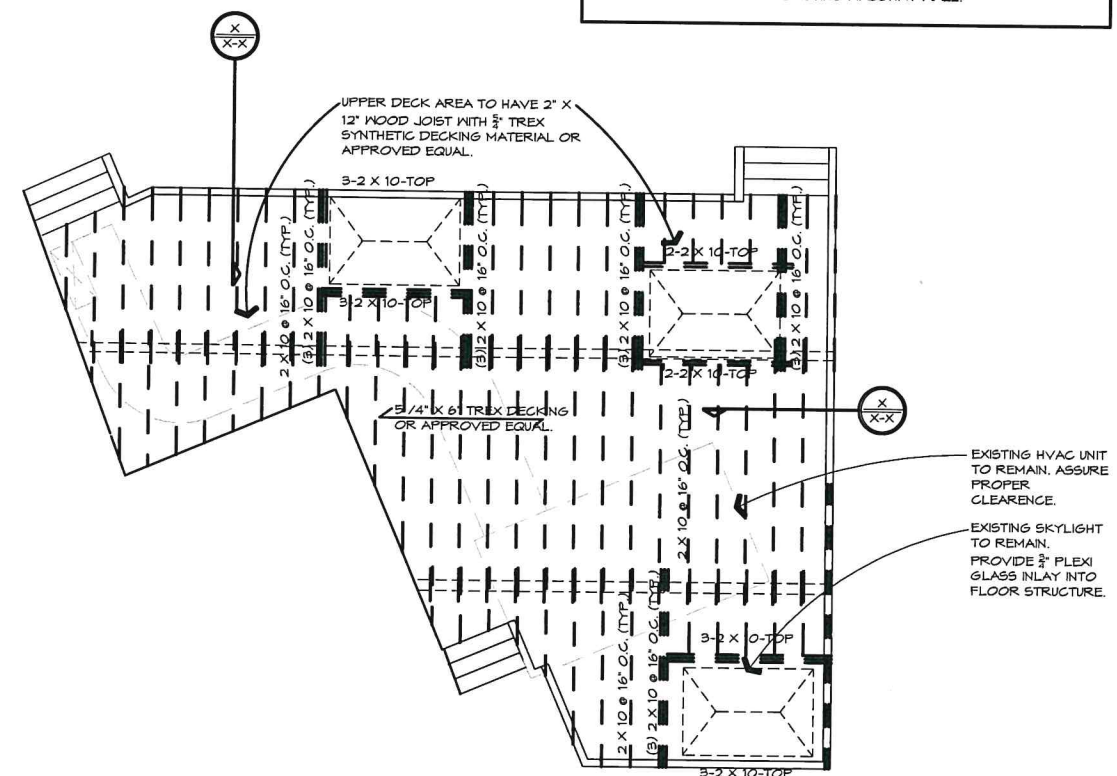 X
X-X
UPPER DECK AREA TO HAVE 2" X
12" WOOD JOIST WITH 5/4" TREX
SYNTHETIC DECKING MATERIAL OR
APPROVED EQUAL.
3-2 X 10-TOP
2 X 10 @ 16" O.C. (TYP.)
(3) 2 X 10 @ 16" O.C. (TYP.)
3-2 X 10-TOP
(3) 2 X 10 @ 16" O.C. (TYP.)
(3) 2 X 10 @ 16" O.C. (TYP.)
2-2 X 10-TOP
(3) 2 X 10 @ 16" O.C. (TYP.)
2-2 X 10-TOP
5/4" X 6" TREX DECKING
OR APPROVED EQUAL.
2 X 10 @ 16" O.C. (TYP.)
X
X-X
EXISTING HVAC UNIT
TO REMAIN. ASSURE
PROPER
CLEARENCE.
EXISTING SKYLIGHT
TO REMAIN.
PROVIDE 3/4" PLEXI
GLASS INLAY INTO
FLOOR STRUCTURE.
2 X 10 @ 16" O.C. (TYP.)
(3) 2 X 10 @ 16" O.C. (TYP.)
3-2 X 10-TOP
3-2 X 10-TOP